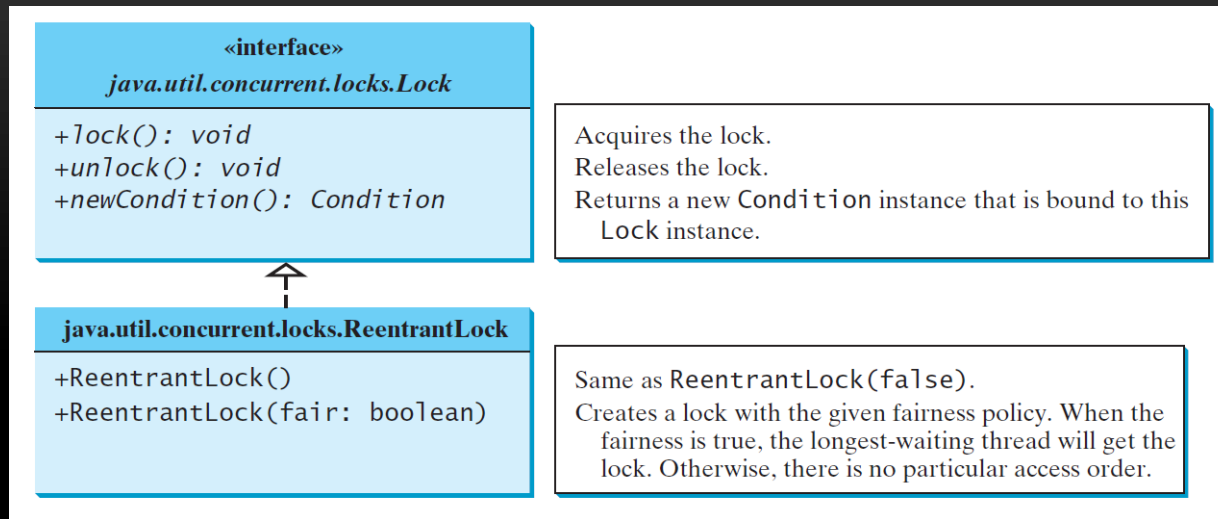 «interface»
java.util.concurrent.locks.Lock
+lock(): void
+unlock(): void
+newCondition(): Condition
Acquires the lock.
Releases the lock.
Returns a new Condition instance that is bound to this
Lock instance.
java.util.concurrent.locks.ReentrantLock
+ReentrantLock()
+ReentrantLock(fair: boolean)
Same as ReentrantLock(false).
Creates a lock with the given fairness policy. When the
fairness is true, the longest-waiting thread will get the
lock. Otherwise, there is no particular access order.